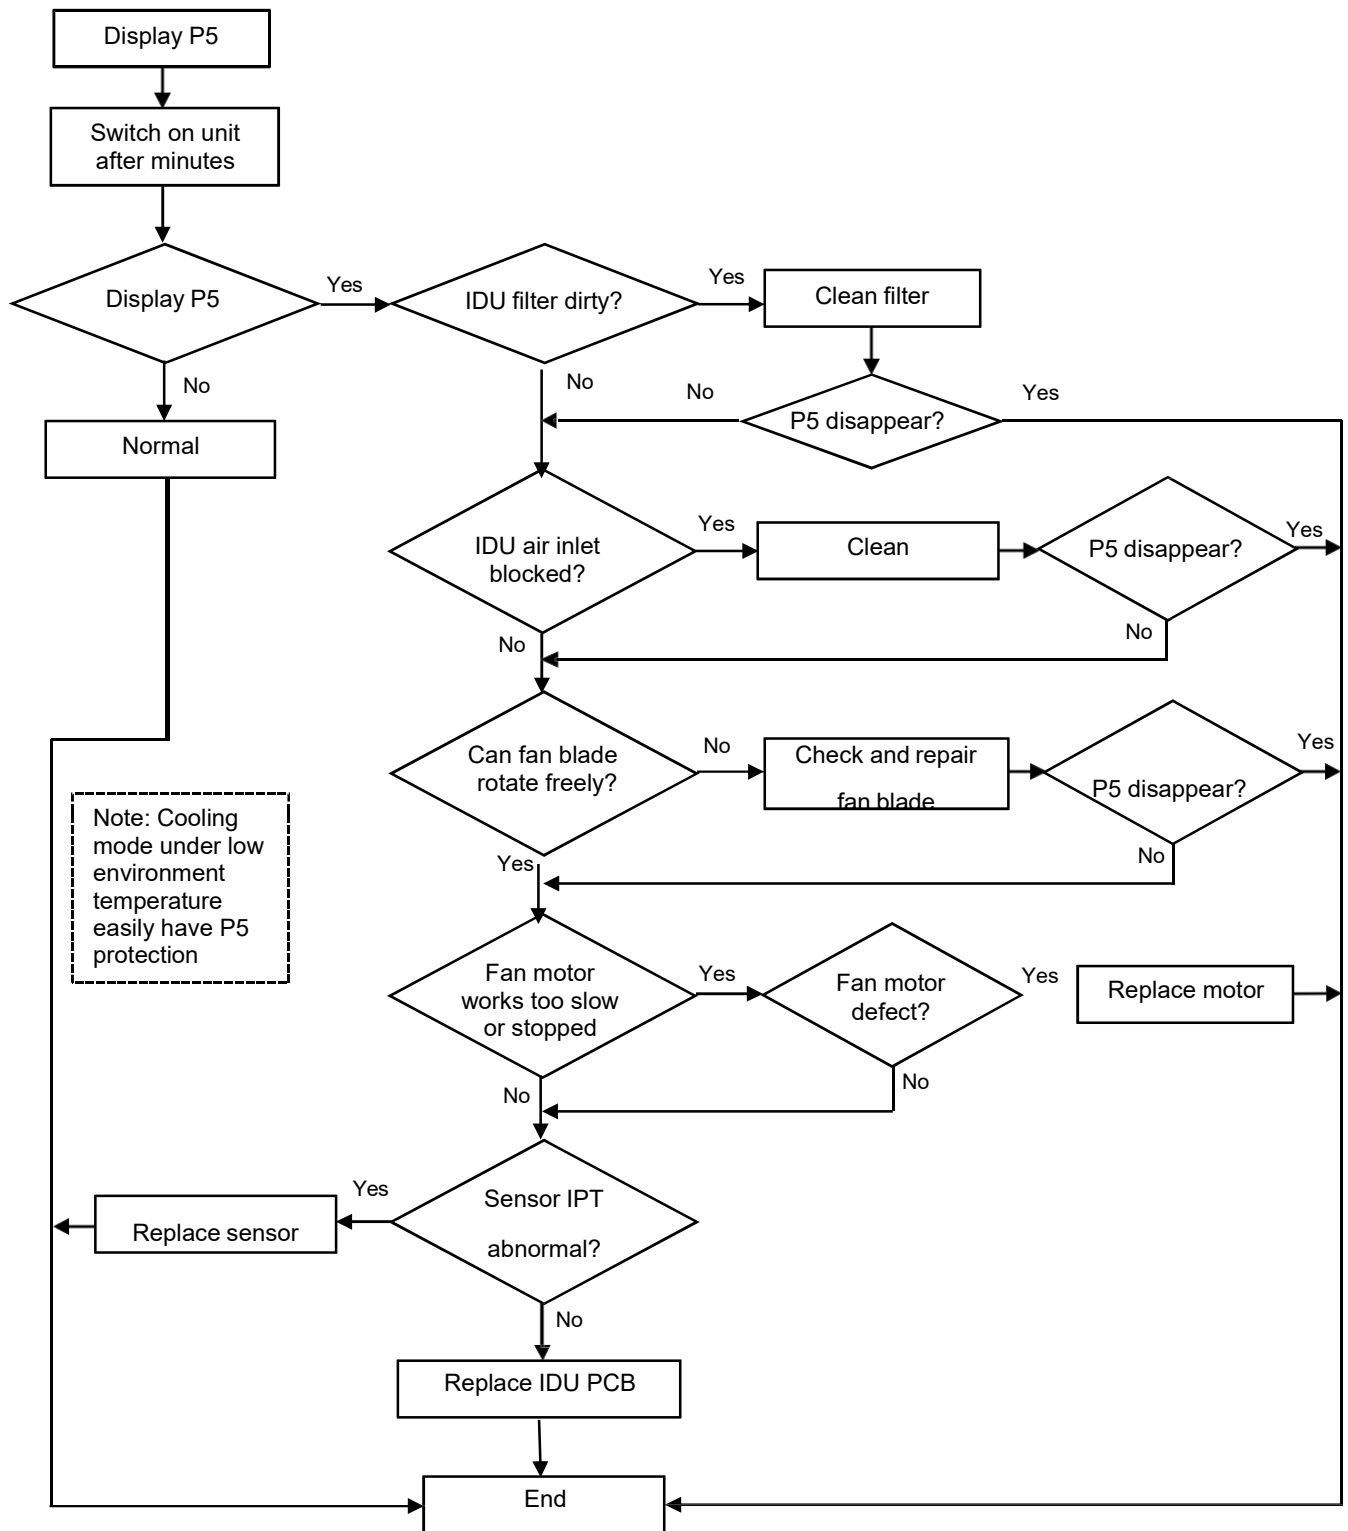 Display P5
Switch on unit
after minutes
Display P5
Yes
IDU filter dirty?
Yes
Clean filter
No
No
No
P5 disappear?
Yes
Normal
IDU air inlet
blocked?
Yes
Clean
P5 disappear?
Yes
No
No
Can fan blade
rotate freely?
No
Check and repair
fan blade
P5 disappear?
Yes
Note: Cooling
mode under low
environment
temperature
easily have P5
protection
Yes
No
Fan motor
works too slow
or stopped
Yes
Fan motor
defect?
Yes
Replace motor
No
No
Sensor IPT
abnormal?
Yes
Replace sensor
No
Replace IDU PCB
End